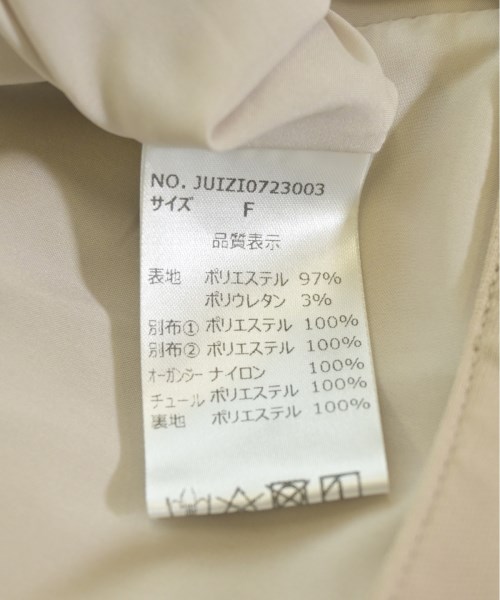 NO. JUIZI0723003
サイズ F
品質表示
表地 ポリエステル 97%
ポリウレタン 3%
別布① ポリエステル 100%
別布② ポリエステル 100%
オーガンジー ナイロン 100%
チュール ポリエステル 100%
裏地 ポリエステル 100%